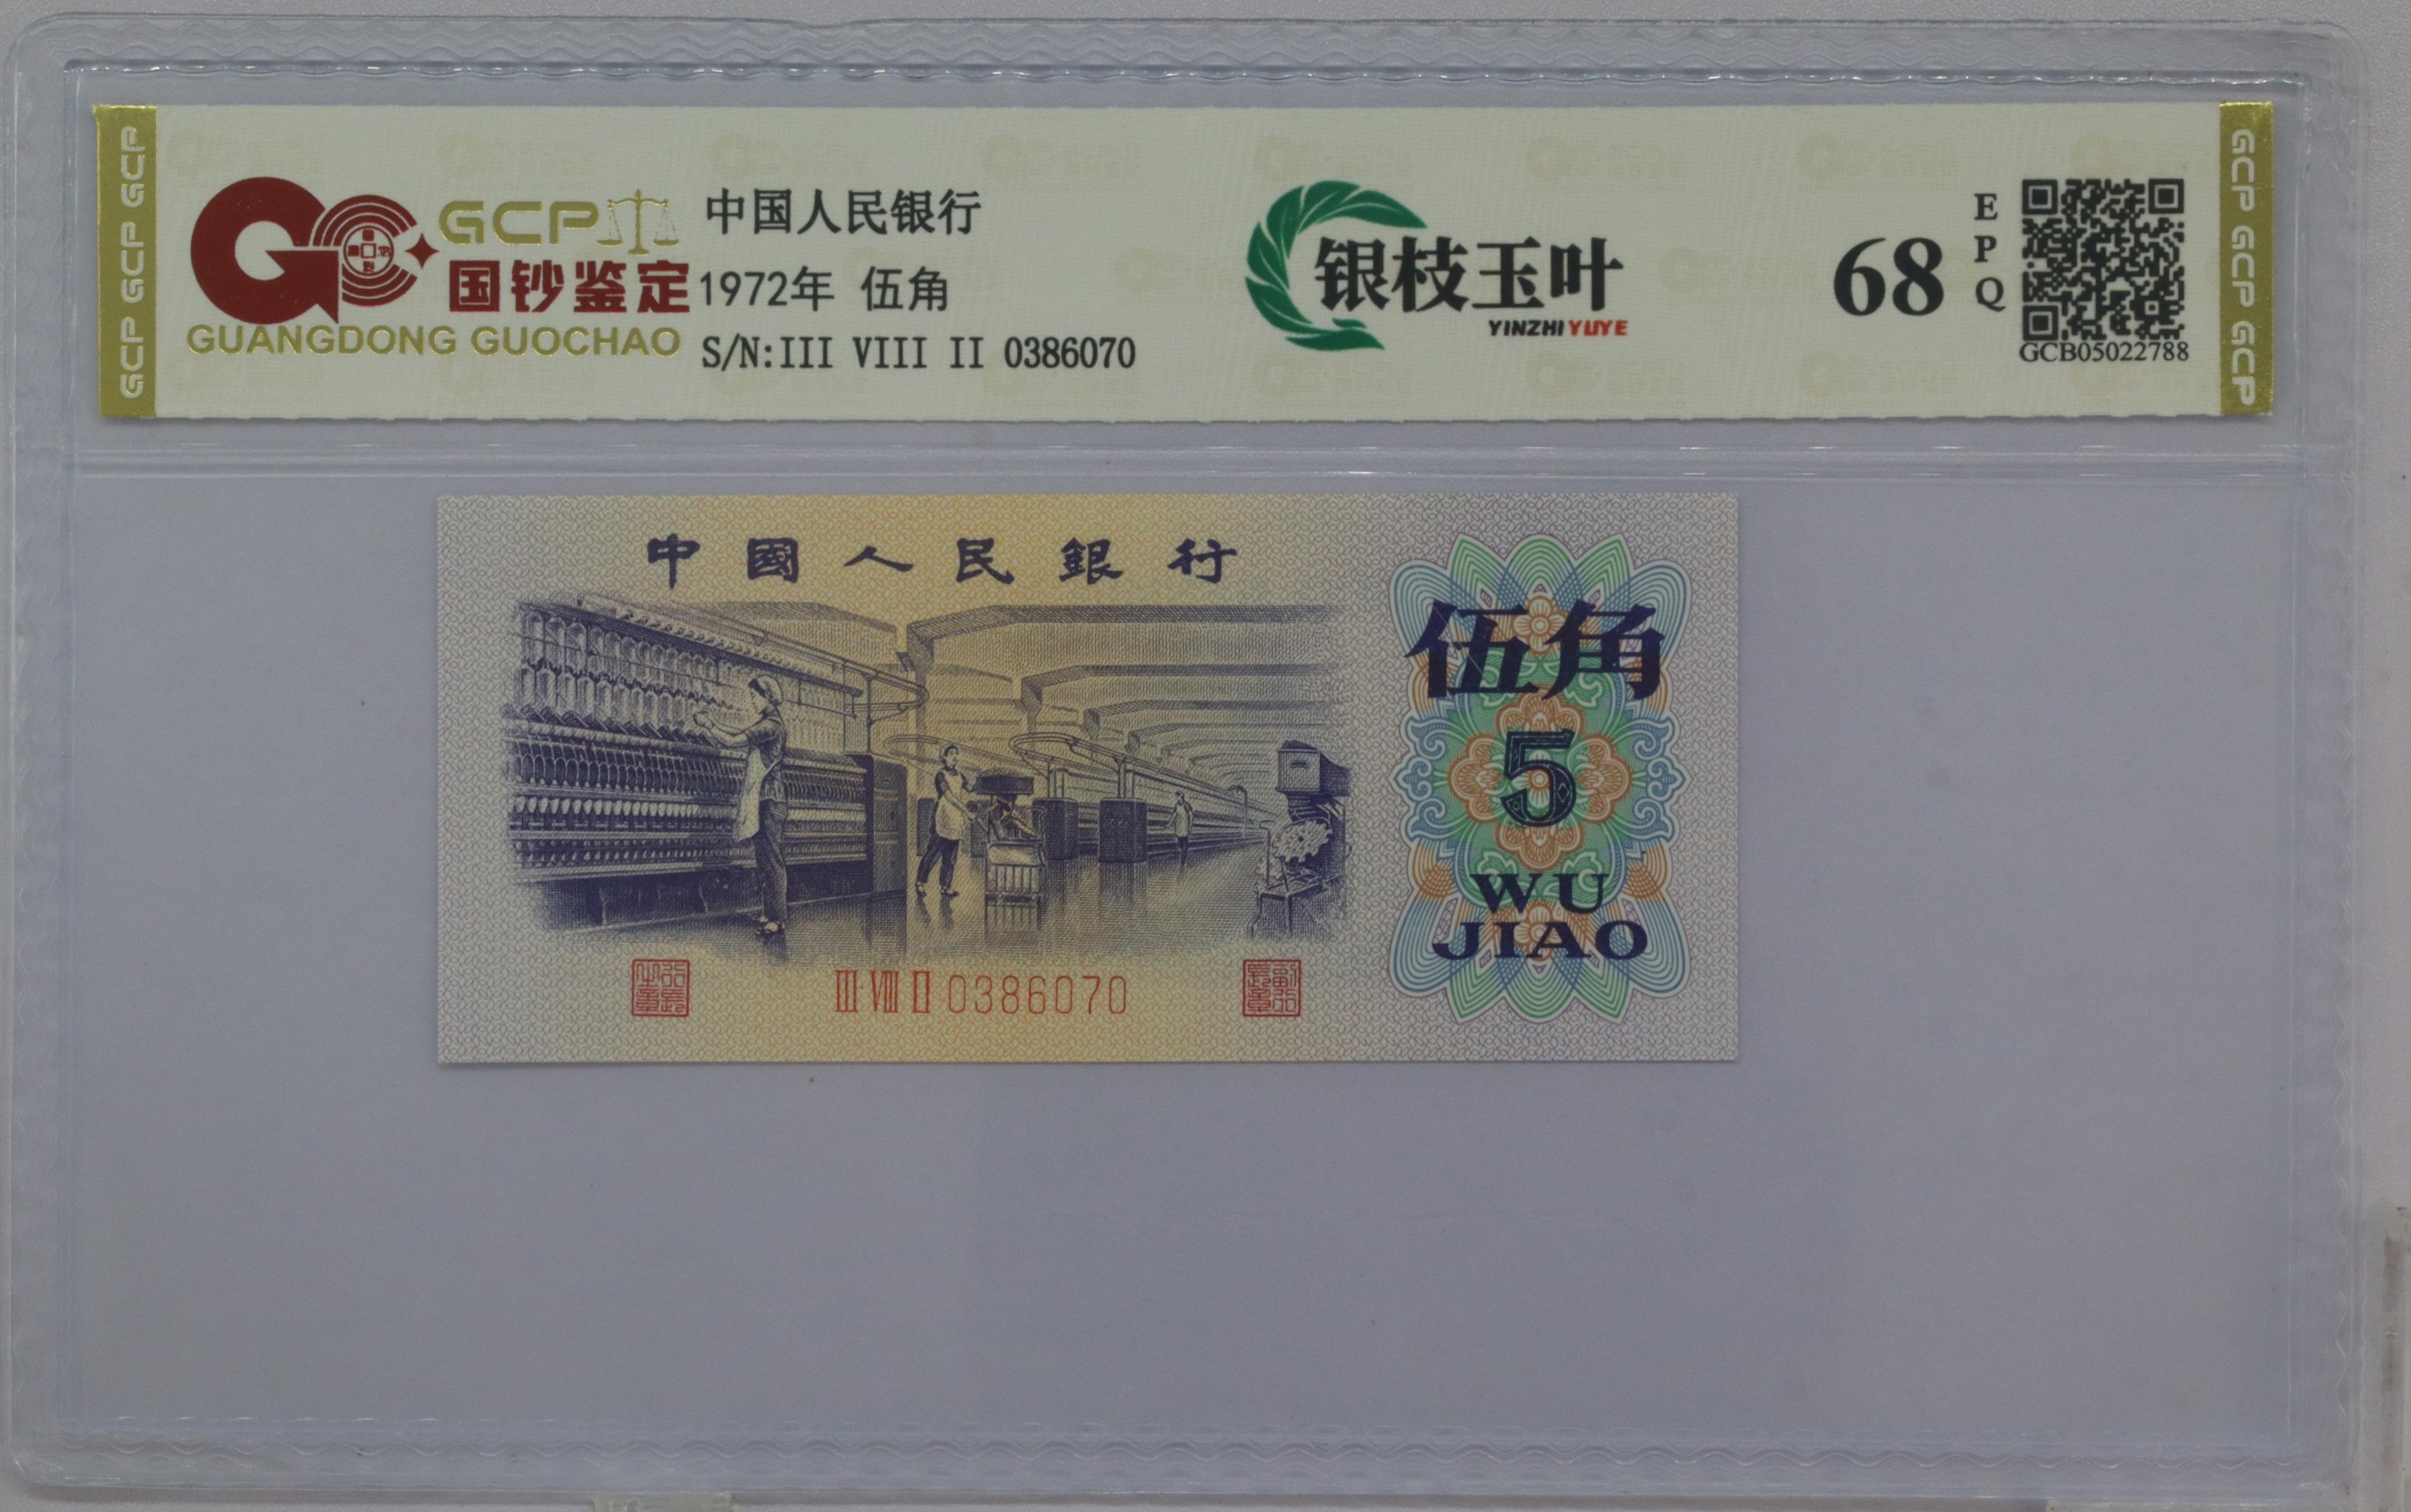 GCP GCP GCP
GCP
国钞鉴定
GUANGDONG GUOCHAO
中国人民银行
1972年 伍角
S/N:III VIII II 0386070
银枝玉叶
YINZHI YUYE
68
EPQ
GCB05022788
GCP GCP GCP
中國人民銀行
伍角
5
WU
JIAO
III VIII II 0386070